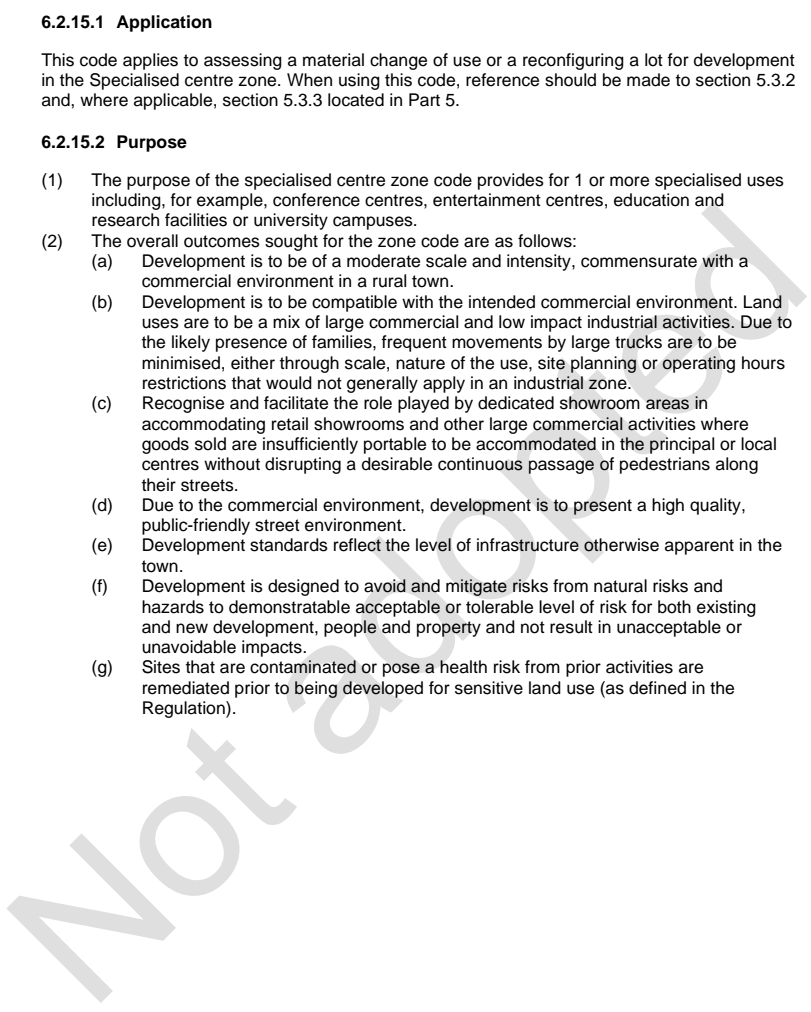 6.2.15.1 Application
This code applies to assessing a material change of use or a reconfiguring a lot for development
in the Specialised centre zone. When using this code, reference should be made to section 5.3.2
and, where applicable, section 5.3.3 located in Part 5.
6.2.15.2 Purpose
(1) The purpose of the specialised centre zone code provides for 1 or more specialised uses
including, for example, conference centres, entertainment centres, education and
research facilities or university campuses.
(2) The overall outcomes sought for the zone code are as follows:
(a) Development is to be of a moderate scale and intensity, commensurate with a
commercial environment in a rural town.
(b) Development is to be compatible with the intended commercial environment. Land
uses are to be a mix of large commercial and low impact industrial activities. Due to
the likely presence of families, frequent movements by large trucks are to be
minimised, either through scale, nature of the use, site planning or operating hours
restrictions that would not generally apply in an industrial zone.
(c) Recognise and facilitate the role played by dedicated showroom areas in
accommodating retail showrooms and other large commercial activities where
goods sold are insufficiently portable to be accommodated in the principal or local
centres without disrupting a desirable continuous passage of pedestrians along
their streets.
(d) Due to the commercial environment, development is to present a high quality,
public-friendly street environment.
(e) Development standards reflect the level of infrastructure otherwise apparent in the
town.
(f) Development is designed to avoid and mitigate risks from natural risks and
hazards to demonstratable acceptable or tolerable level of risk for both existing
and new development, people and property and not result in unacceptable or
unavoidable impacts.
(g) Sites that are contaminated or pose a health risk from prior activities are
remediated prior to being developed for sensitive land use (as defined in the
Regulation).
Not adopted